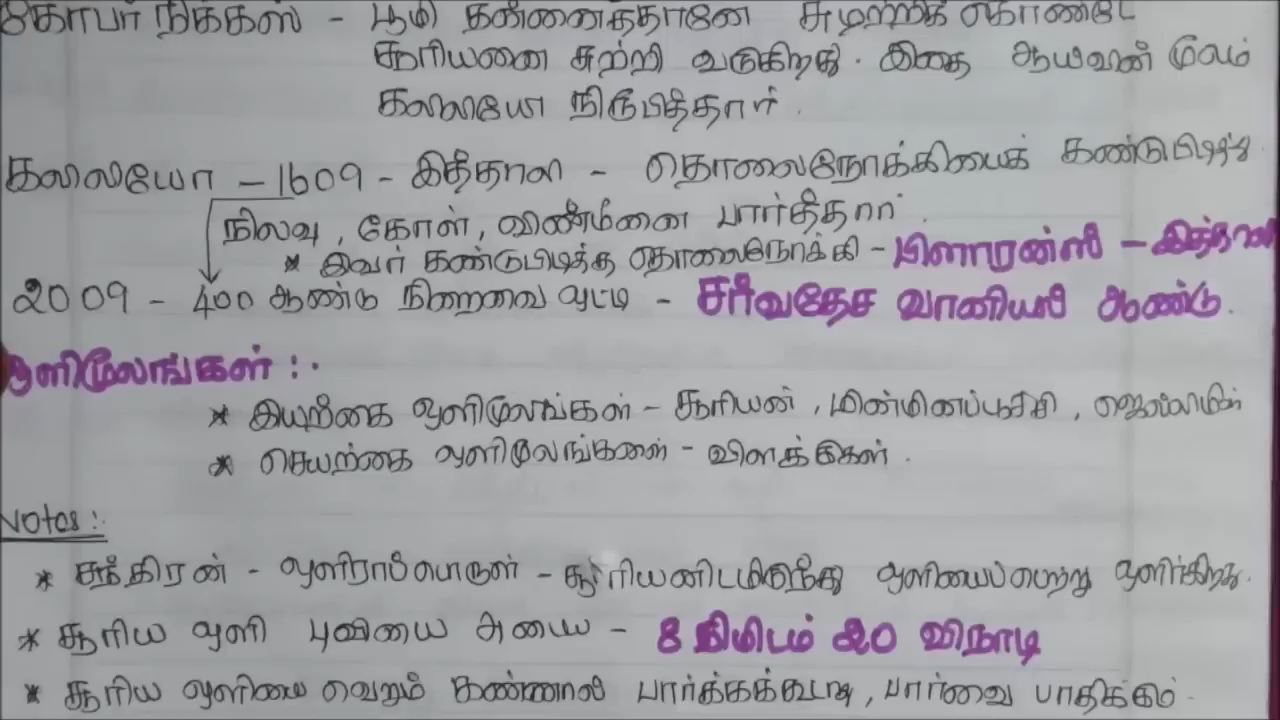 கோபர் நிக்கஸ் - பூமி தன்னைத்தானே சுழற்றிக் கொண்டே
சூரியனை சுற்றி வருகிறது. இதை ஆய்வின் மூலம்
கலிலியோ நிருபித்தார்.
கலிலியோ - 1609 - இத்தாலி - தொலைநோக்கியைக் கண்டுபிடித்து
நிலவு, கோள், விண்மீனை பார்த்தார்.
* இவர் கண்டுபிடித்த தொலைநோக்கி - பிளாரன்ஸ் - இத்தாலி
2009 - 400 ஆண்டு நிறைவை ஒட்டி - சர்வதேச வானியல் ஆண்டு.
ஒளிமூலங்கள் :-
* இயற்கை ஒளிமூலங்கள் - சூரியன், மின்மினிப்பூச்சி, ஜெல்லிமீன்
* செயற்கை ஒளிமூலங்களை - விளக்குகள்.
Notes :-
* சந்திரன் - ஒளிராப்பொருள் - சூரியனிடமிருந்து ஒளியைப்பெற்று ஒளிர்கிறது.
* சூரிய ஒளி புவியை அடைய - 8 நிமிடம் 20 விநாடி
* சூரிய ஒளியை வெறும் கண்ணால் பார்க்கக்கூடாது, பார்வை பாதிக்கும்.